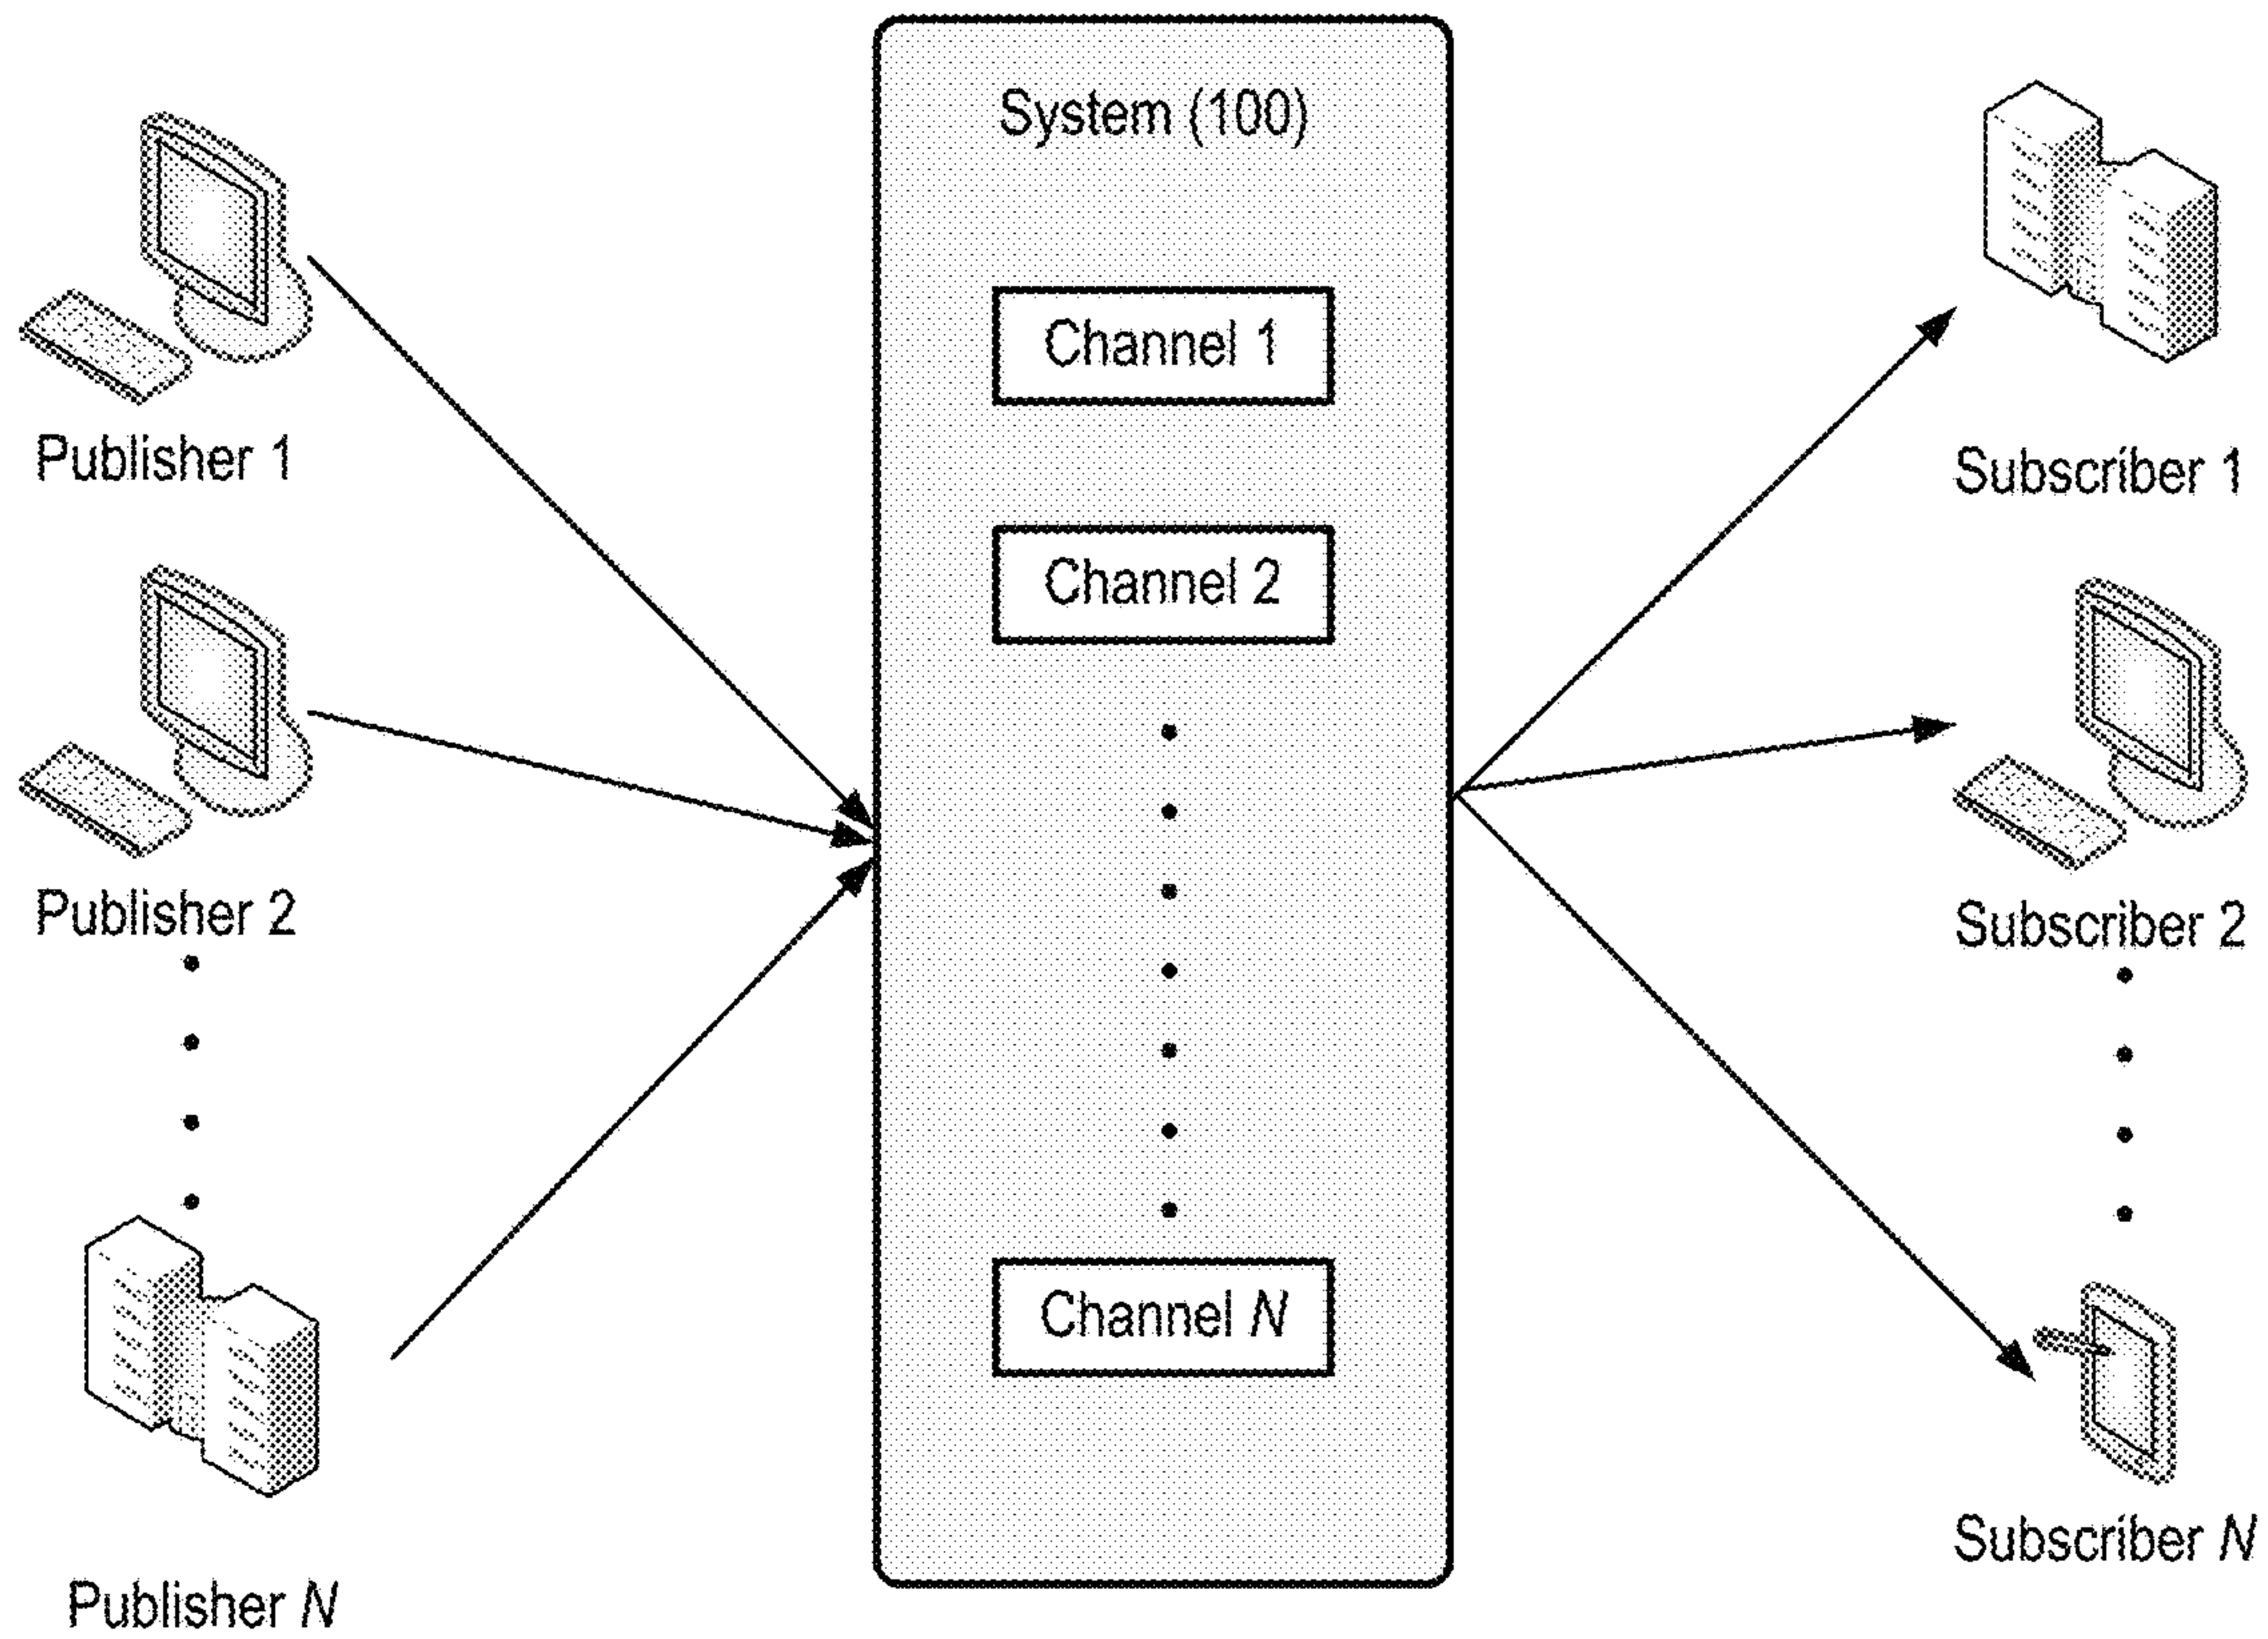 System (100)
Publisher 1
Publisher 2
Publisher N
Channel 1
Channel 2
Channel N
Subscriber 1
Subscriber 2
Subscriber N